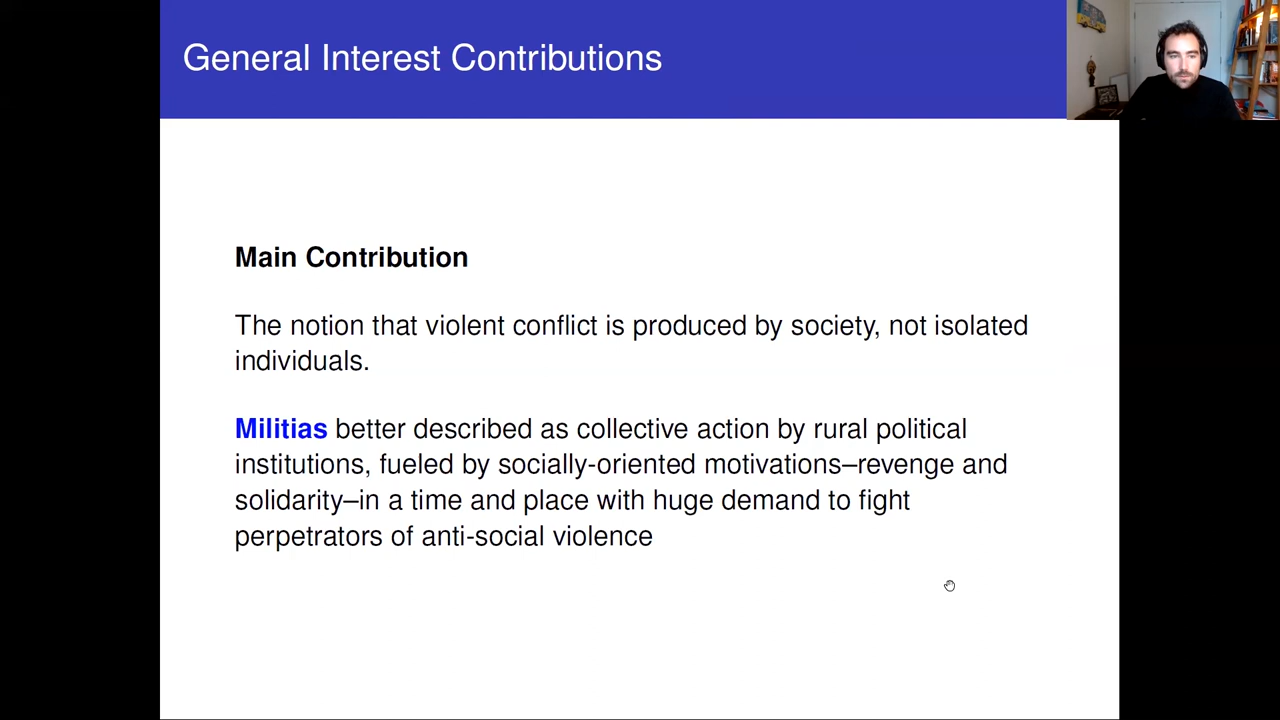 General Interest Contributions
Main Contribution
The notion that violent conflict is produced by society, not isolated
individuals.
Militias better described as collective action by rural political
institutions, fueled by socially-oriented motivations–revenge and
solidarity–in a time and place with huge demand to fight
perpetrators of anti-social violence